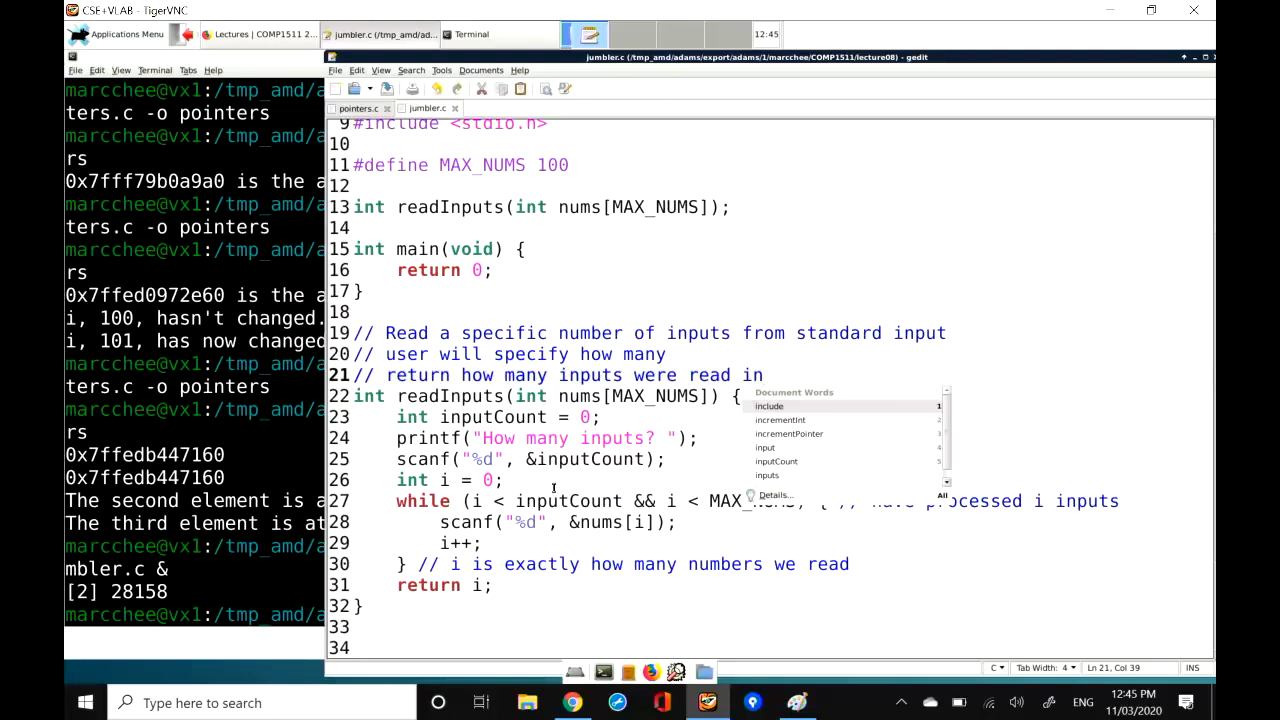 CSE+VLAB - TigerVNC
Applications Menu
Lectures | COMP1511 2...
jumbler.c (/tmp_amd/ad...
Terminal
12:45
jumbler.c (/tmp_amd/adams/export/adams/1/marcchee/COMP1511/lecture08) - gedit
File Edit View Terminal Tabs Help
File Edit View Search Tools Documents Help
pointers.c
jumbler.c
marcchee@vx1:/tmp_amd/a
ters.c -o pointers
marcchee@vx1:/tmp_amd/a
rs
0x7fff79b0a9a0 is the a
marcchee@vx1:/tmp_amd/a
ters.c -o pointers
marcchee@vx1:/tmp_amd/a
rs
0x7ffed0972e60 is the a
i, 100, hasn't changed.
i, 101, has now changed
marcchee@vx1:/tmp_amd/a
ters.c -o pointers
marcchee@vx1:/tmp_amd/a
rs
0x7ffedb447160
0x7ffedb447160
The second element is a
The third element is at
marcchee@vx1:/tmp_amd/a
mbler.c &
[2] 28158
marcchee@vx1:/tmp_amd/a
9 #include <stdio.h>
10
11 #define MAX_NUMS 100
12
13 int readInputs(int nums[MAX_NUMS]);
14
15 int main(void) {
16 return 0;
17 }
18
19 // Read a specific number of inputs from standard input
20 // user will specify how many
21 // return how many inputs were read in
22 int readInputs(int nums[MAX_NUMS]) {
23 int inputCount = 0;
24 printf("How many inputs? ");
25 scanf("%d", &inputCount);
26 int i = 0;
27 while (i < inputCount && i < MAX_NUMS) { // have processed i inputs
28 scanf("%d", &nums[i]);
29 i++;
30 } // i is exactly how many numbers we read
31 return i;
32 }
33
34
Document Words
include 1
incrementInt 2
incrementPointer 3
input 4
inputCount 5
inputs
Details... All
C Tab Width: 4 Ln 21, Col 39 INS
Type here to search
ENG
12:45 PM
11/03/2020